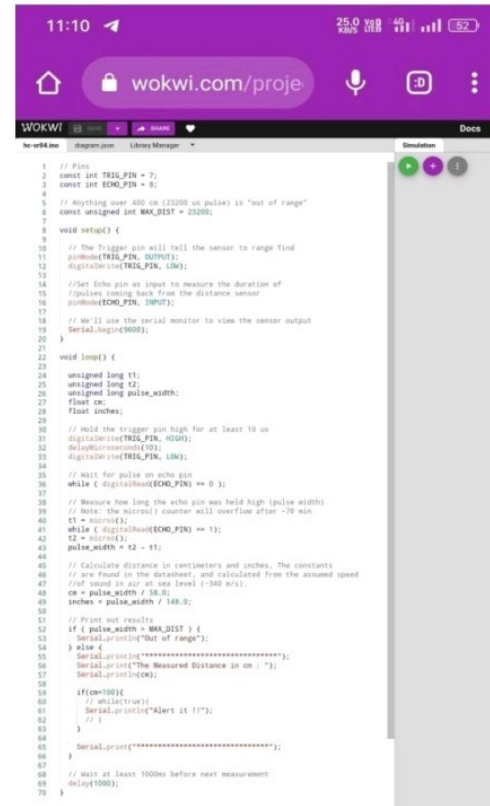 11:10
25.0 KB/S
4G
52
wokwi.com/proje
:D
WOKWI
SAVE
SHARE
Docs
hc-sr04.ino diagram.json Library Manager
Simulation
1 // Pins
2 const int TRIG_PIN = 7;
3 const int ECHO_PIN = 8;
4
5 // Anything over 400 cm (23200 us pulse) is "out of range"
6 const unsigned int MAX_DIST = 23200;
7
8 void setup() {
9
10 // The Trigger pin will tell the sensor to range find
11 pinMode(TRIG_PIN, OUTPUT);
12 digitalWrite(TRIG_PIN, LOW);
13
14 //Set Echo pin as input to measure the duration of
15 //pulses coming back from the distance sensor
16 pinMode(ECHO_PIN, INPUT);
17
18 // We'll use the serial monitor to view the sensor output
19 Serial.begin(9600);
20 }
21
22 void loop() {
23
24 unsigned long t1;
25 unsigned long t2;
26 unsigned long pulse_width;
27 float cm;
28 float inches;
29
30 // Hold the trigger pin high for at least 10 us
31 digitalWrite(TRIG_PIN, HIGH);
32 delayMicroseconds(10);
33 digitalWrite(TRIG_PIN, LOW);
34
35 // Wait for pulse on echo pin
36 while ( digitalRead(ECHO_PIN) == 0 );
37
38 // Measure how long the echo pin was held high (pulse width)
39 // Note: the micros() counter will overflow after ~70 min
40 t1 = micros();
41 while ( digitalRead(ECHO_PIN) == 1);
42 t2 = micros();
43 pulse_width = t2 - t1;
44
45 // Calculate distance in centimeters and inches. The constants
46 // are found in the datasheet, and calculated from the assumed speed
47 //of sound in air at sea level (~340 m/s).
48 cm = pulse_width / 58.0;
49 inches = pulse_width / 148.0;
50
51 // Print out results
52 if ( pulse_width > MAX_DIST ) {
53 Serial.println("Out of range");
54 } else {
55 Serial.println("********************************");
56 Serial.print("The Measured Distance in cm : ");
57 Serial.println(cm);
58
59 if(cm<100){
60 // while(true){
61 Serial.println("Alert it !!");
62 // }
63 }
64
65 Serial.print("********************************");
66 }
67
68 // Wait at least 1000ms before next measurement
69 delay(1000);
70 }